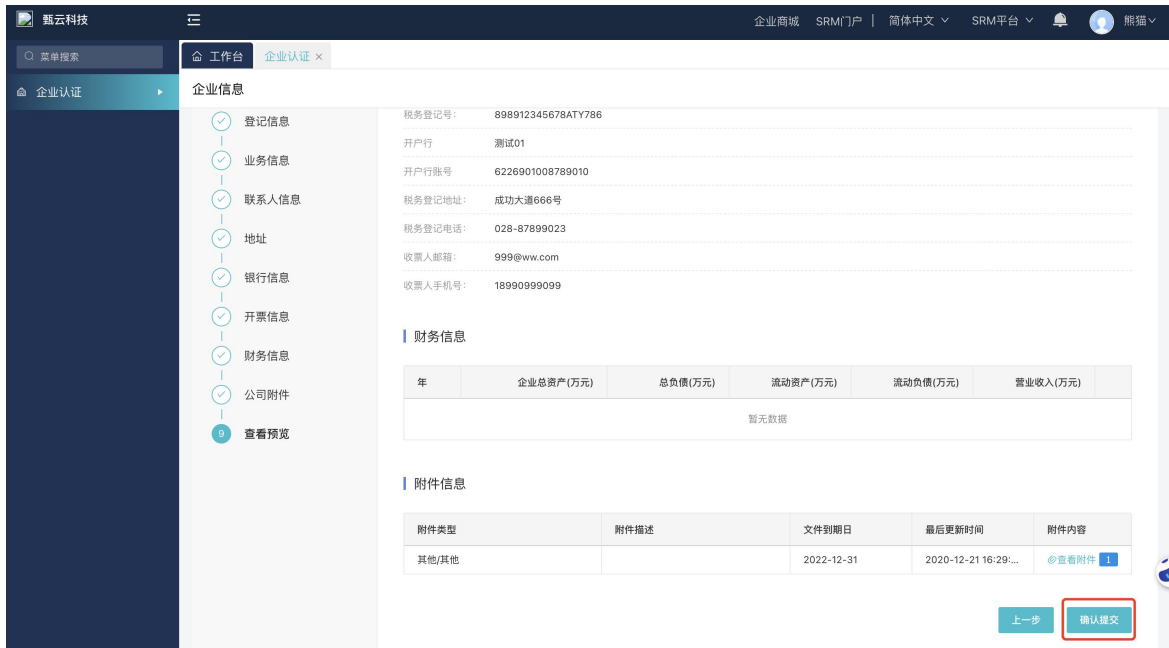 甄云科技
企业商城 SRM门户 | 简体中文 SRM平台 熊猫
菜单搜索
工作台 企业认证 ×
企业认证
企业信息
登记信息
业务信息
联系人信息
地址
银行信息
开票信息
财务信息
公司附件
9 查看预览
税务登记号: 898912345678ATY786
开户行 测试01
开户行账号 6226901008789010
税务登记地址: 成功大道666号
税务登记电话: 028-87899023
收票人邮箱: 999@ww.com
收票人手机号: 18990999099
财务信息
年 企业总资产(万元) 总负债(万元) 流动资产(万元) 流动负债(万元) 营业收入(万元)
暂无数据
附件信息
附件类型 附件描述 文件到期日 最后更新时间 附件内容
其他/其他 2022-12-31 2020-12-21 16:29:... 查看附件 1
上一步 确认提交